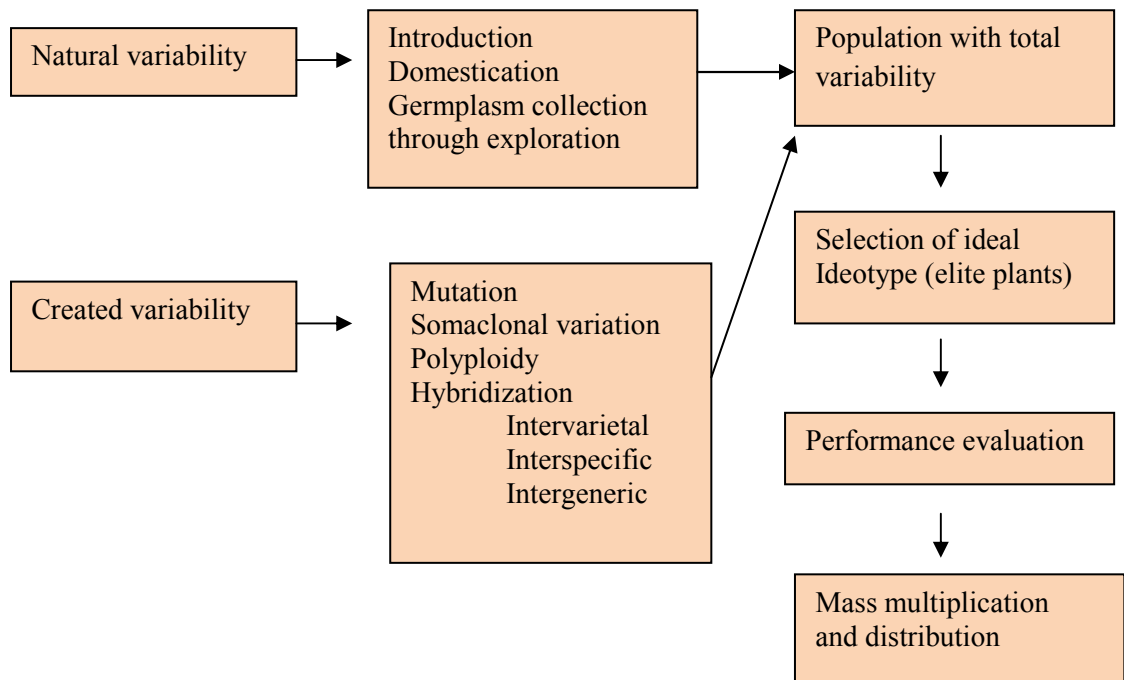 Natural variability
Introduction
Domestication
Germplasm collection
through exploration
Population with total
variability
Created variability
Mutation
Somaclonal variation
Polyploidy
Hybridization
Intervarietal
Interspecific
Intergeneric
Selection of ideal
Ideotype (elite plants)
Performance evaluation
Mass multiplication
and distribution